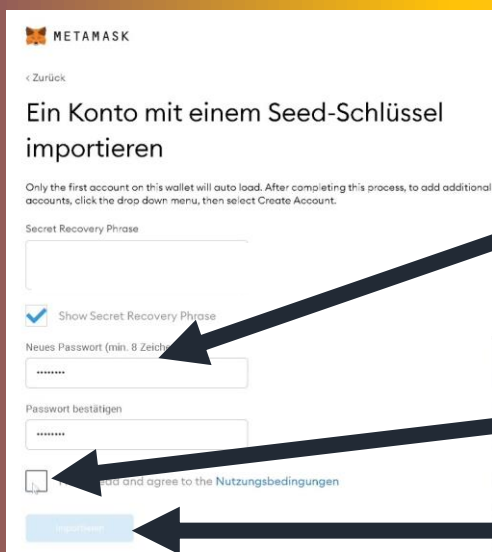 METAMASK
< Zurück
Ein Konto mit einem Seed-Schlüssel
importieren
Only the first account on this wallet will auto load. After completing this process, to add additional
accounts, click the drop down menu, then select Create Account.
Secret Recovery Phrase
Show Secret Recovery Phrase
Neues Passwort (min. 8
••••••••
Passwort bestätigen
••••••••
and agree to the Nutzungsbedingungen
Importieren